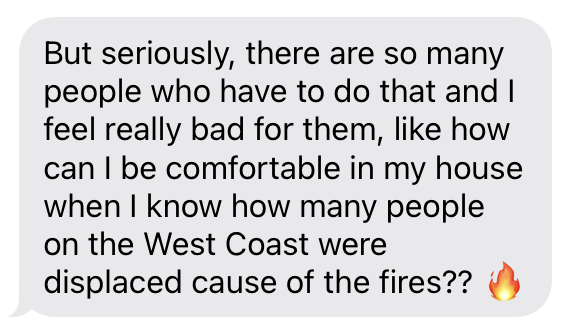 But seriously, there are so many
people who have to do that and I
feel really bad for them, like how
can I be comfortable in my house
when I know how many people
on the West Coast were
displaced cause of the fires?? 🔥